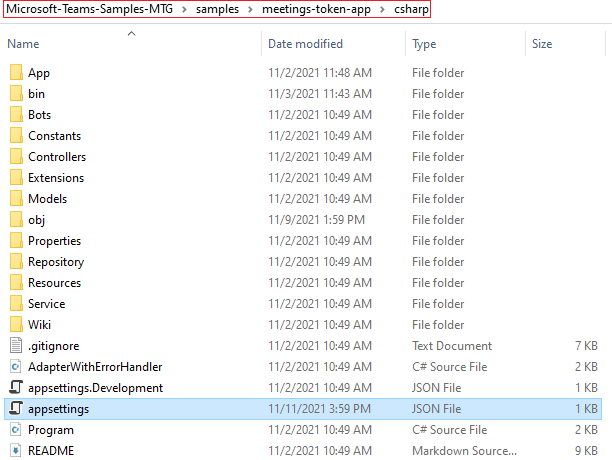 Microsoft-Teams-Samples-MTG > samples > meetings-token-app > csharp
Name Date modified Type Size
App 11/2/2021 11:48 AM File folder
bin 11/3/2021 11:43 AM File folder
Bots 11/2/2021 10:49 AM File folder
Constants 11/2/2021 10:49 AM File folder
Controllers 11/2/2021 10:49 AM File folder
Extensions 11/2/2021 10:49 AM File folder
Models 11/2/2021 10:49 AM File folder
obj 11/9/2021 1:59 PM File folder
Properties 11/2/2021 10:49 AM File folder
Repository 11/2/2021 10:49 AM File folder
Resources 11/2/2021 10:49 AM File folder
Service 11/2/2021 10:49 AM File folder
Wiki 11/2/2021 10:49 AM File folder
.gitignore 11/2/2021 10:49 AM Text Document 7 KB
AdapterWithErrorHandler 11/2/2021 10:49 AM C# Source File 2 KB
appsettings.Development 11/2/2021 10:49 AM JSON File 1 KB
appsettings 11/11/2021 3:59 PM JSON File 1 KB
Program 11/2/2021 10:49 AM C# Source File 2 KB
README 11/2/2021 10:49 AM Markdown Source... 9 KB